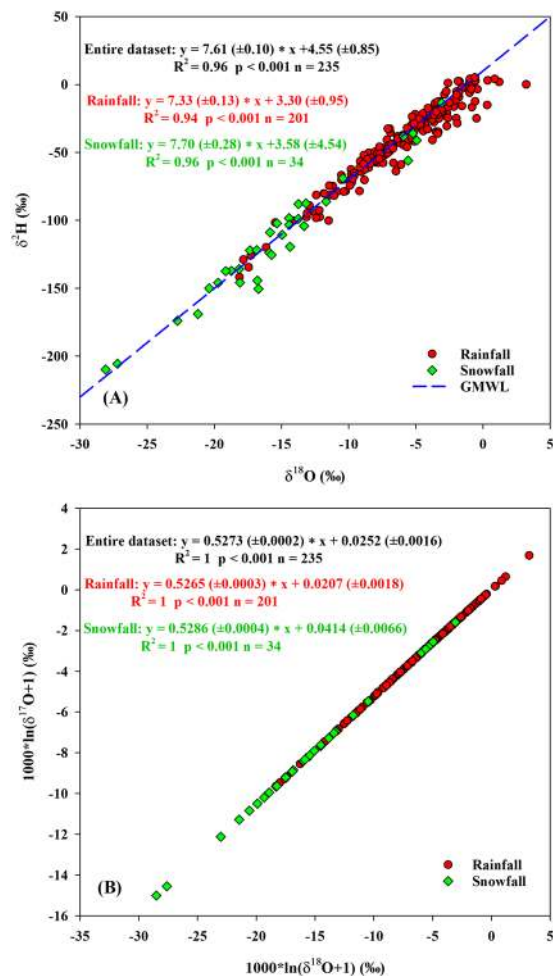 50
Entire dataset: y = 7.61 (±0.10) * x +4.55 (±0.85)
R² = 0.96 p < 0.001 n = 235
0
Rainfall: y = 7.33 (±0.13) * x + 3.30 (±0.95)
R² = 0.94 p < 0.001 n = 201
Snowfall: y = 7.70 (±0.28) * x +3.58 (±4.54)
-50
R² = 0.96 p < 0.001 n = 34
δ²H (‰)
-100
-150
-200
Rainfall
Snowfall
(A)
GMWL
-250
-30 -25 -20 -15 -10 -5 0 5
δ¹⁸O (‰)
4
Entire dataset: y = 0.5273 (±0.0002) * x + 0.0252 (±0.0016)
2
R² = 1 p < 0.001 n = 235
0
Rainfall: y = 0.5265 (±0.0003) * x + 0.0207 (±0.0018)
R² = 1 p < 0.001 n = 201
-2
Snowfall: y = 0.5286 (±0.0004) * x + 0.0414 (±0.0066)
R² = 1 p < 0.001 n = 34
-4
1000*ln(δ¹⁷O+1) (‰)
-6
-8
-10
-12
-14
Rainfall
(B)
Snowfall
-16
-30 -25 -20 -15 -10 -5 0 5
1000*ln(δ¹⁸O+1) (‰)